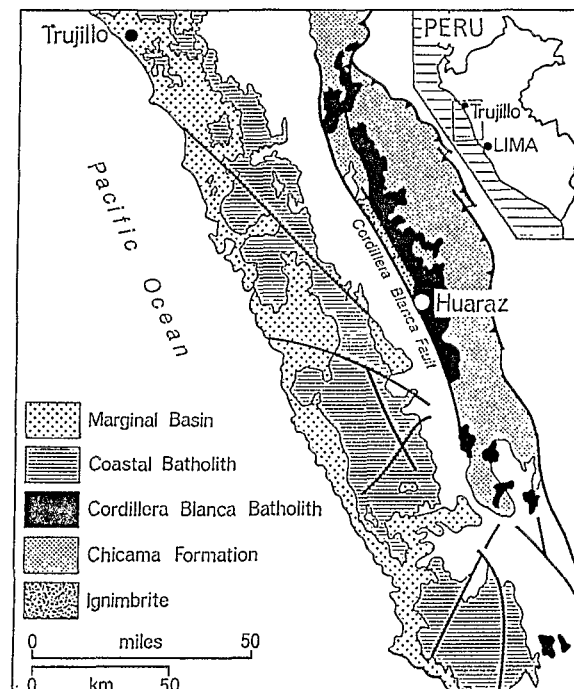 PERU
Trujillo
Trujillo
LIMA
Pacific Ocean
Cordillera Blanca Fault
Huaraz
Marginal Basin
Coastal Batholith
Cordillera Blanca Batholith
Chicama Formation
Ignimbrite
0 miles 50
0 km 50